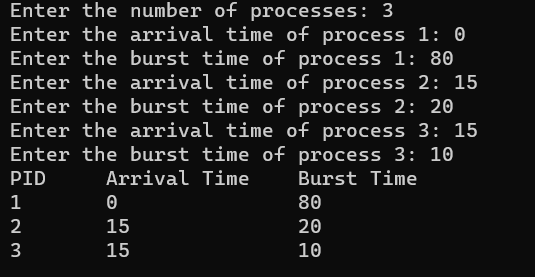 Enter the number of processes: 3
Enter the arrival time of process 1: 0
Enter the burst time of process 1: 80
Enter the arrival time of process 2: 15
Enter the burst time of process 2: 20
Enter the arrival time of process 3: 15
Enter the burst time of process 3: 10
PID     Arrival Time    Burst Time
1       0               80
2       15              20
3       15              10